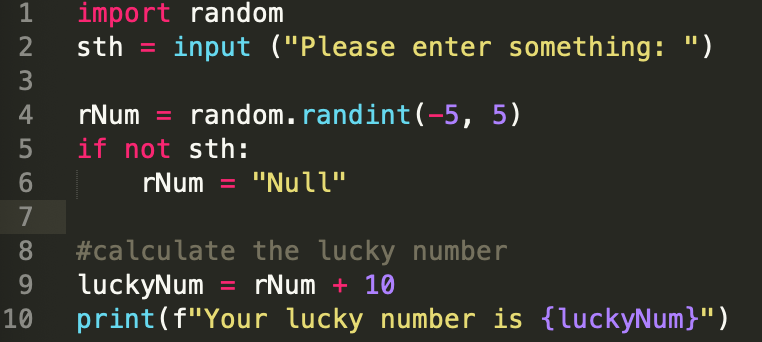 1 import random
2 sth = input ("Please enter something: ")
3
4 rNum = random.randint(-5, 5)
5 if not sth:
6     rNum = "Null"
7
8 #calculate the lucky number
9 luckyNum = rNum + 10
10 print(f"Your lucky number is {luckyNum}")